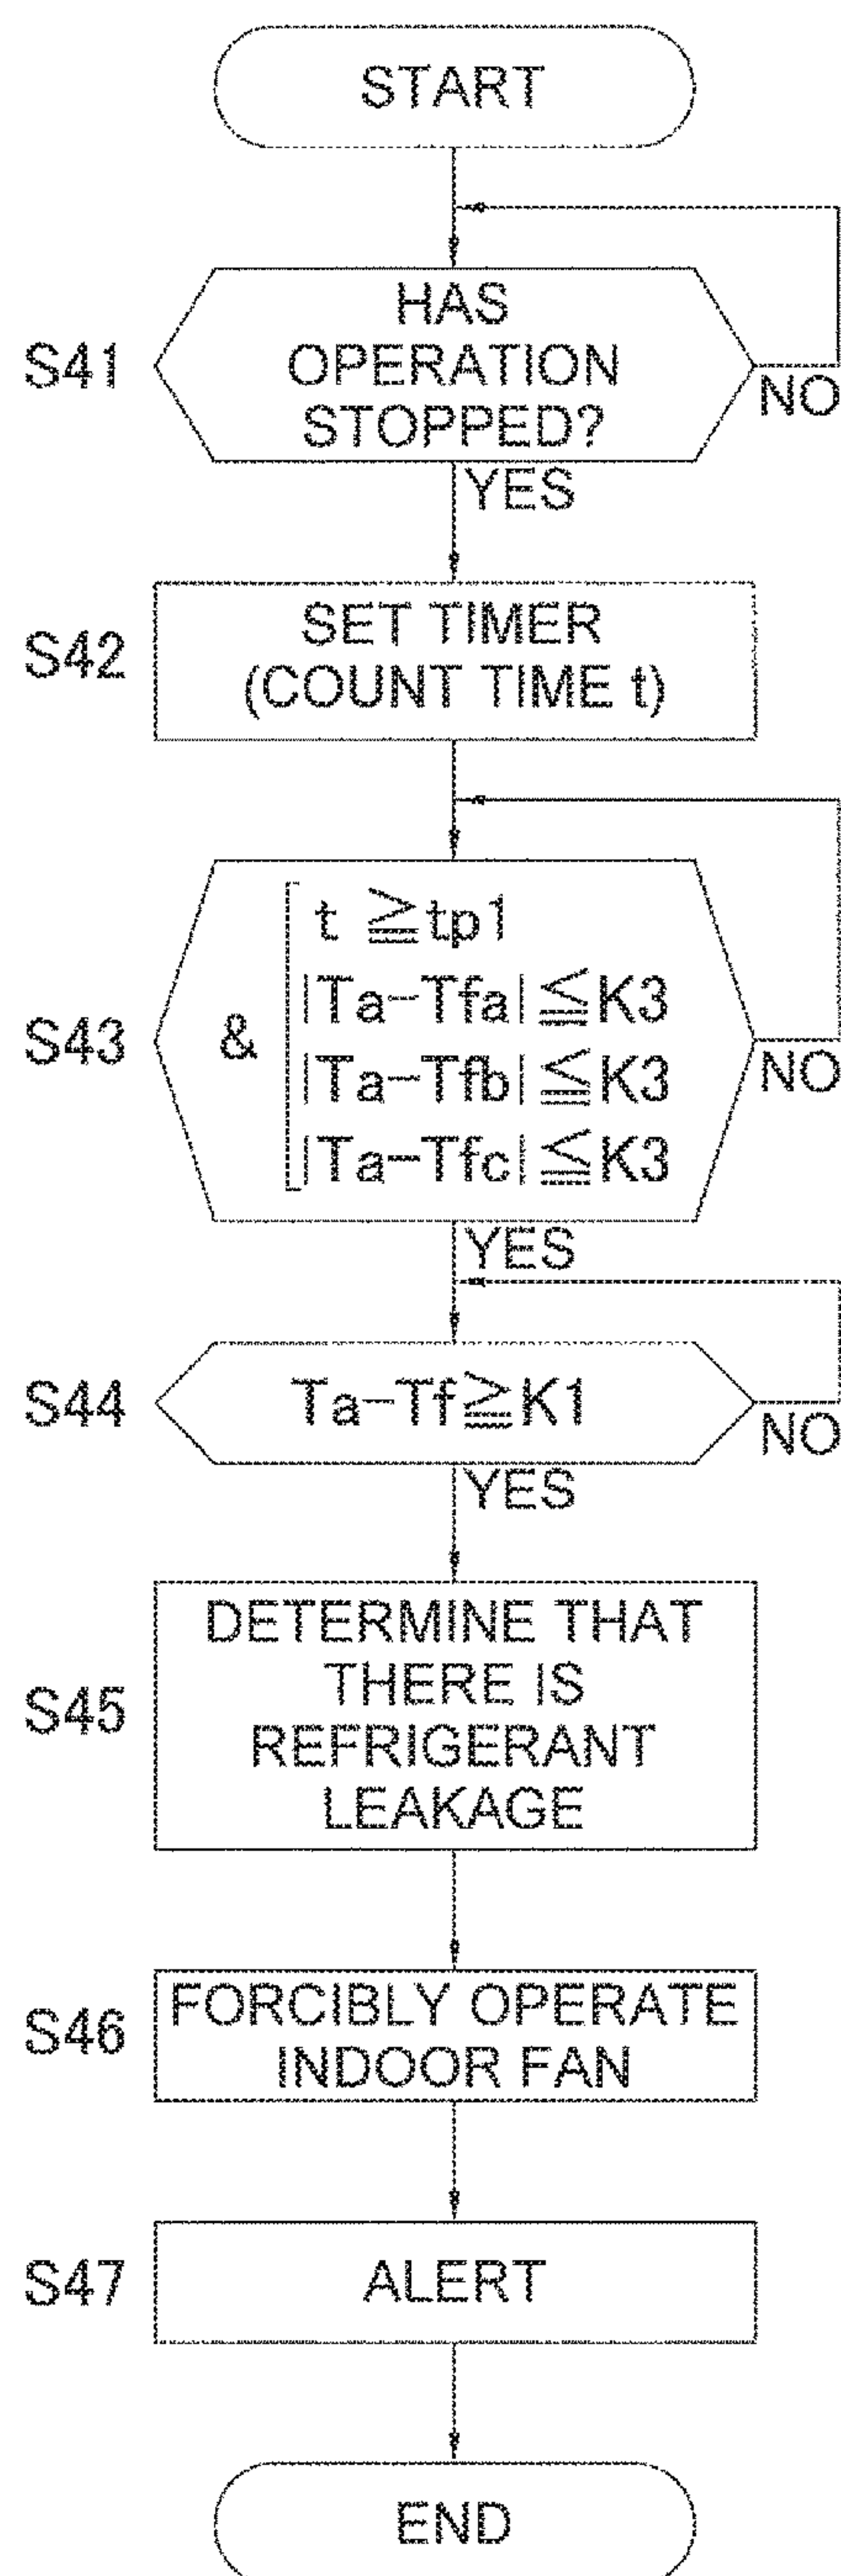 START
S41
HAS
OPERATION
STOPPED?
NO
YES
S42
SET TIMER
(COUNT TIME t)
S43
&
t ≧tp1
|Ta-Tfa|≦K3
|Ta-Tfb|≦K3
|Ta-Tfc|≦K3
NO
YES
S44
Ta-Tf≧K1
NO
YES
S45
DETERMINE THAT
THERE IS
REFRIGERANT
LEAKAGE
S46
FORCIBLY OPERATE
INDOOR FAN
S47
ALERT
END